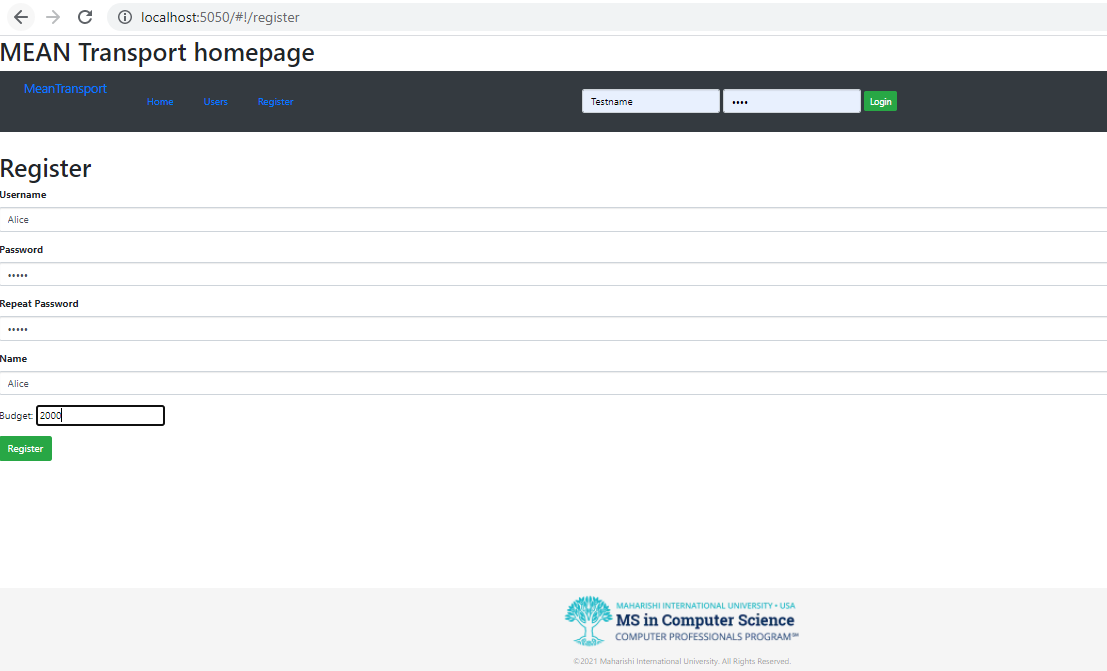 localhost:5050/#!/register
MEAN Transport homepage
MeanTransport
Home Users Register
Testname •••• Login
Register
Username
Alice
Password
•••••
Repeat Password
•••••
Name
Alice
Budget: 2000
Register
MAHARISHI INTERNATIONAL UNIVERSITY • USA
MS in Computer Science
COMPUTER PROFESSIONALS PROGRAM℠
©2021 Maharishi International University. All Rights Reserved.